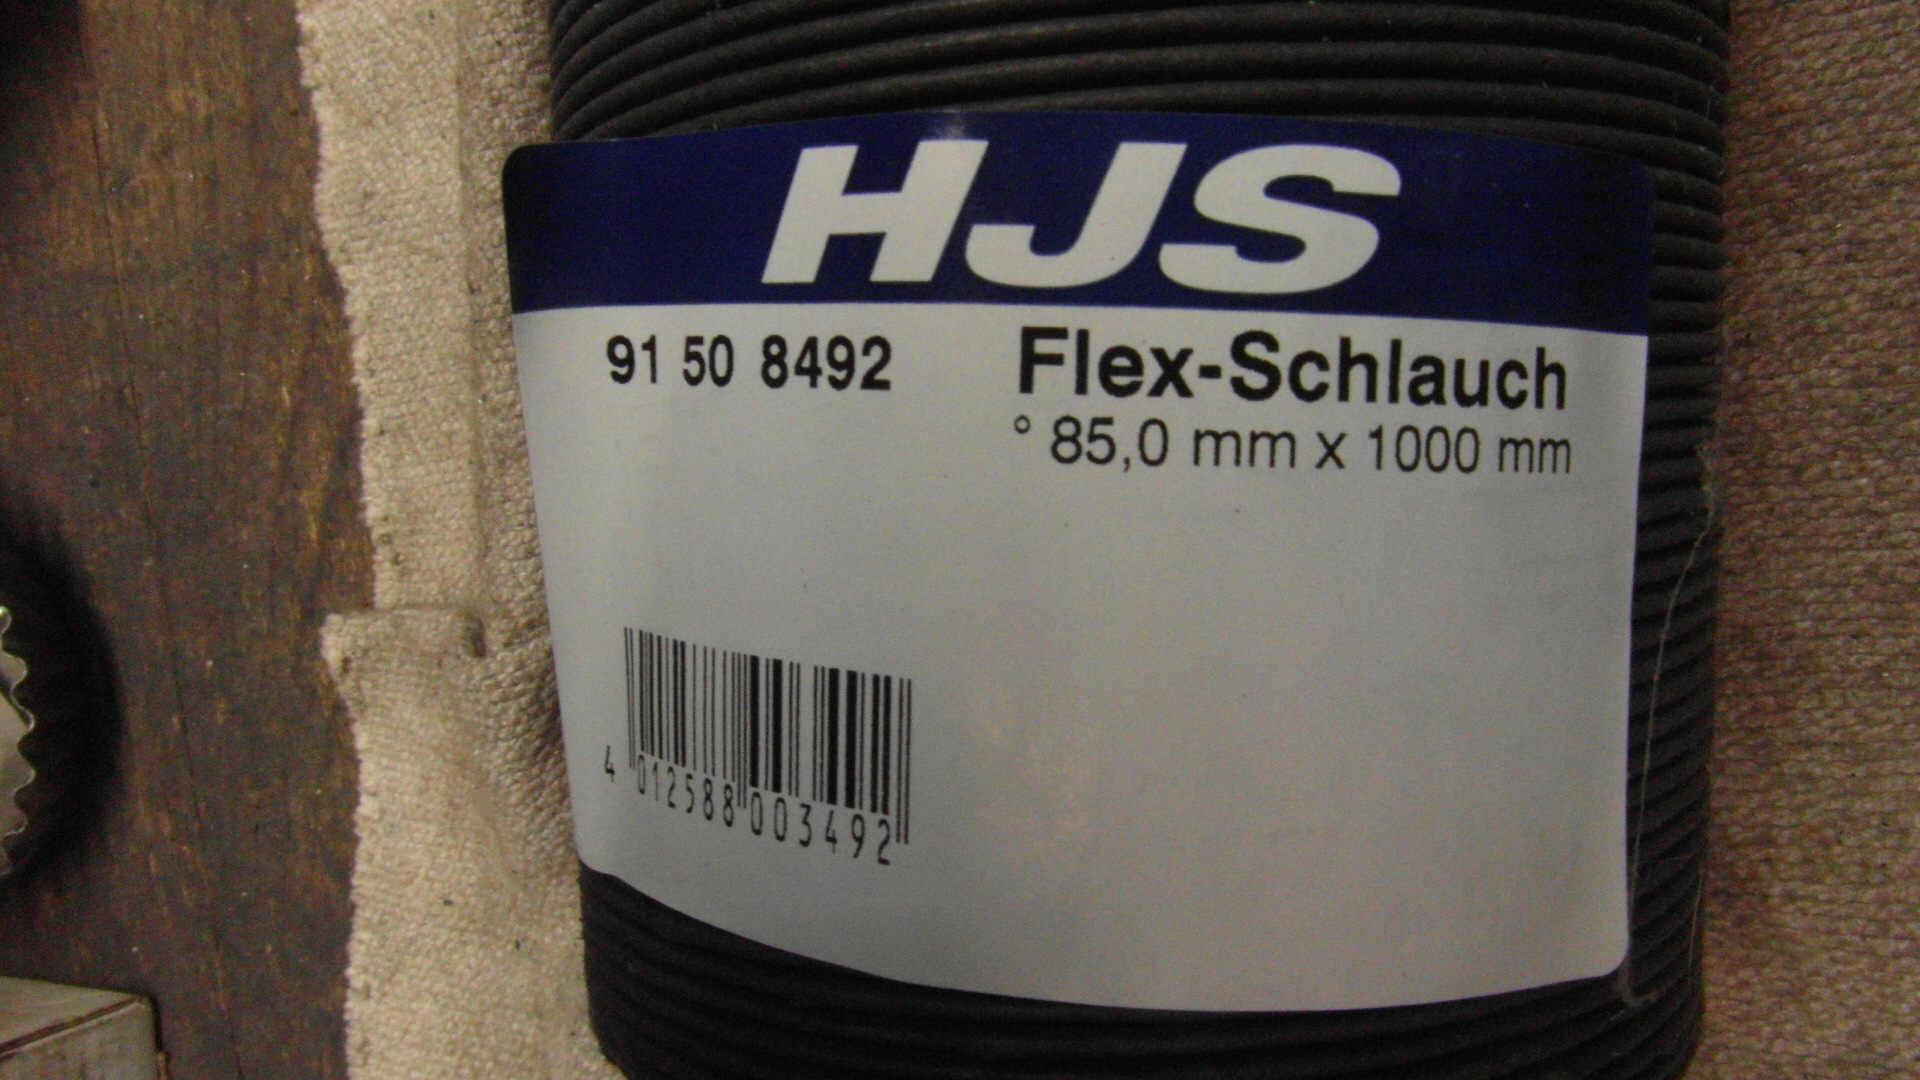 HJS
91 50 8492 Flex-Schlauch
° 85,0 mm x 1000 mm
4 012588 003492